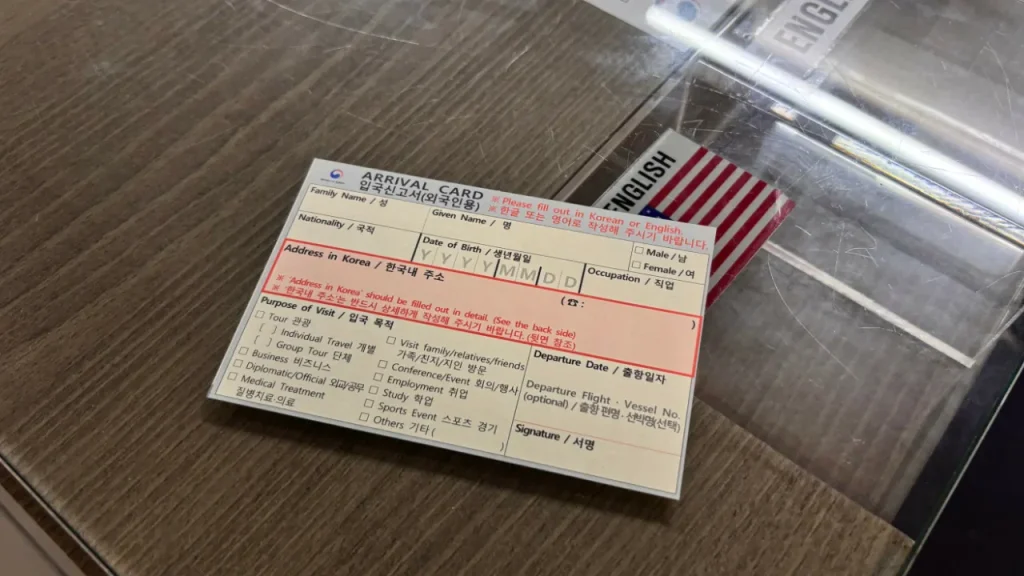 ENGLISH
ENGLISH
ARRIVAL CARD
입국신고서(외국인용)
※ Please fill out in Korean or English.
※ 한글 또는 영어로 작성해 주시기 바랍니다.
Family Name / 성
Given Name / 명
□ Male / 남
□ Female / 여
Nationality / 국적
Date of Birth / 생년월일
Y Y Y Y M M D D
Occupation / 직업
Address in Korea / 한국내 주소
(☎ : )
※ 'Address in Korea' should be filled out in detail. (See the back side)
※ '한국내 주소'는 반드시 상세하게 작성해 주시기 바랍니다. (뒷면 참조)
Purpose of Visit / 입국 목적
□ Tour 관광
( ) Individual Travel 개별
( ) Group Tour 단체
□ Business 비즈니스
□ Diplomatic/Official 외교/공무
□ Medical Treatment
질병치료·의료
□ Visit family/relatives/friends
가족/친지/지인 방문
□ Conference/Event 회의/행사
□ Employment 취업
□ Study 학업
□ Sports Event 스포츠 경기
□ Others 기타 ( )
Departure Date / 출항일자
Departure Flight · Vessel No.
(optional) / 출항 편명·선박명(선택)
Signature / 서명